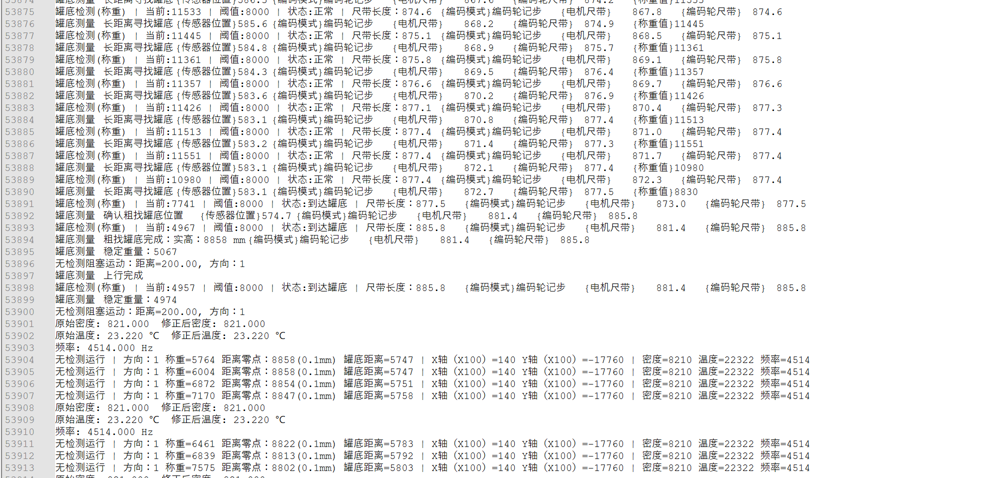 53875 罐底检测(称重) | 当前:11533 | 阈值:8000 | 状态:正常 | 尺带长度：874.6 {编码模式}编码轮记步 {电机尺带} 867.8 {编码轮尺带} 874.6
53876 罐底测量 长距离寻找罐底{传感器位置}585.6 {编码模式}编码轮记步 {电机尺带} 868.2 {编码轮尺带} 874.9 {称重值}11445
53877 罐底检测(称重) | 当前:11445 | 阈值:8000 | 状态:正常 | 尺带长度：875.1 {编码模式}编码轮记步 {电机尺带} 868.5 {编码轮尺带} 875.1
53878 罐底测量 长距离寻找罐底{传感器位置}584.8 {编码模式}编码轮记步 {电机尺带} 868.9 {编码轮尺带} 875.7 {称重值}11361
53879 罐底检测(称重) | 当前:11361 | 阈值:8000 | 状态:正常 | 尺带长度：875.8 {编码模式}编码轮记步 {电机尺带} 869.1 {编码轮尺带} 875.8
53880 罐底测量 长距离寻找罐底{传感器位置}584.3 {编码模式}编码轮记步 {电机尺带} 869.5 {编码轮尺带} 876.4 {称重值}11357
53881 罐底检测(称重) | 当前:11357 | 阈值:8000 | 状态:正常 | 尺带长度：876.6 {编码模式}编码轮记步 {电机尺带} 869.7 {编码轮尺带} 876.6
53882 罐底测量 长距离寻找罐底{传感器位置}583.6 {编码模式}编码轮记步 {电机尺带} 870.2 {编码轮尺带} 876.9 {称重值}11426
53883 罐底检测(称重) | 当前:11426 | 阈值:8000 | 状态:正常 | 尺带长度：877.1 {编码模式}编码轮记步 {电机尺带} 870.4 {编码轮尺带} 877.3
53884 罐底测量 长距离寻找罐底{传感器位置}583.1 {编码模式}编码轮记步 {电机尺带} 870.8 {编码轮尺带} 877.4 {称重值}11513
53885 罐底检测(称重) | 当前:11513 | 阈值:8000 | 状态:正常 | 尺带长度：877.4 {编码模式}编码轮记步 {电机尺带} 871.0 {编码轮尺带} 877.4
53886 罐底测量 长距离寻找罐底{传感器位置}583.2 {编码模式}编码轮记步 {电机尺带} 871.4 {编码轮尺带} 877.3 {称重值}11551
53887 罐底检测(称重) | 当前:11551 | 阈值:8000 | 状态:正常 | 尺带长度：877.4 {编码模式}编码轮记步 {电机尺带} 871.7 {编码轮尺带} 877.4
53888 罐底测量 长距离寻找罐底{传感器位置}583.1 {编码模式}编码轮记步 {电机尺带} 872.1 {编码轮尺带} 877.4 {称重值}10980
53889 罐底检测(称重) | 当前:10980 | 阈值:8000 | 状态:正常 | 尺带长度：877.4 {编码模式}编码轮记步 {电机尺带} 872.3 {编码轮尺带} 877.4
53890 罐底测量 长距离寻找罐底{传感器位置}583.1 {编码模式}编码轮记步 {电机尺带} 872.7 {编码轮尺带} 877.5 {称重值}8830
53891 罐底检测(称重) | 当前:7741 | 阈值:8000 | 状态:到达罐底 | 尺带长度：877.5 {编码模式}编码轮记步 {电机尺带} 873.0 {编码轮尺带} 877.5
53892 罐底测量 确认粗找罐底位置 {传感器位置}574.7 {编码模式}编码轮记步 {电机尺带} 881.4 {编码轮尺带} 885.8
53893 罐底检测(称重) | 当前:4967 | 阈值:8000 | 状态:到达罐底 | 尺带长度：885.8 {编码模式}编码轮记步 {电机尺带} 881.4 {编码轮尺带} 885.8
53894 罐底测量 粗找罐底完成：实高：8858 mm{编码模式}编码轮记步 {电机尺带} 881.4 {编码轮尺带} 885.8
53895 罐底测量 稳定重量：5067
53896 无检测阻塞运动：距离=200.00, 方向：1
53897 罐底测量 上行完成
53898 罐底检测(称重) | 当前:4957 | 阈值:8000 | 状态:到达罐底 | 尺带长度：885.8 {编码模式}编码轮记步 {电机尺带} 881.4 {编码轮尺带} 885.8
53899 罐底测量 稳定重量：4974
53900 无检测阻塞运动：距离=200.00, 方向：1
53901 原始密度: 821.000 修正后密度: 821.000
53902 原始温度: 23.220 ℃ 修正后温度: 23.220 ℃
53903 频率: 4514.000 Hz
53904 无检测运行 | 方向：1 称重=5764 距离零点：8858(0.1mm) 罐底距离=5747 | X轴（X100）=140 Y轴（X100）=-17760 | 密度=8210 温度=22322 频率=4514
53905 无检测运行 | 方向：1 称重=6004 距离零点：8858(0.1mm) 罐底距离=5747 | X轴（X100）=140 Y轴（X100）=-17760 | 密度=8210 温度=22322 频率=4514
53906 无检测运行 | 方向：1 称重=6872 距离零点：8854(0.1mm) 罐底距离=5751 | X轴（X100）=140 Y轴（X100）=-17760 | 密度=8210 温度=22322 频率=4514
53907 无检测运行 | 方向：1 称重=7170 距离零点：8847(0.1mm) 罐底距离=5758 | X轴（X100）=140 Y轴（X100）=-17760 | 密度=8210 温度=22322 频率=4514
53908 原始密度: 821.000 修正后密度: 821.000
53909 原始温度: 23.220 ℃ 修正后温度: 23.220 ℃
53910 频率: 4514.000 Hz
53911 无检测运行 | 方向：1 称重=6461 距离零点：8822(0.1mm) 罐底距离=5783 | X轴（X100）=140 Y轴（X100）=-17760 | 密度=8210 温度=22322 频率=4514
53912 无检测运行 | 方向：1 称重=6839 距离零点：8813(0.1mm) 罐底距离=5792 | X轴（X100）=140 Y轴（X100）=-17760 | 密度=8210 温度=22322 频率=4514
53913 无检测运行 | 方向：1 称重=7575 距离零点：8802(0.1mm) 罐底距离=5803 | X轴（X100）=140 Y轴（X100）=-17760 | 密度=8210 温度=22322 频率=4514